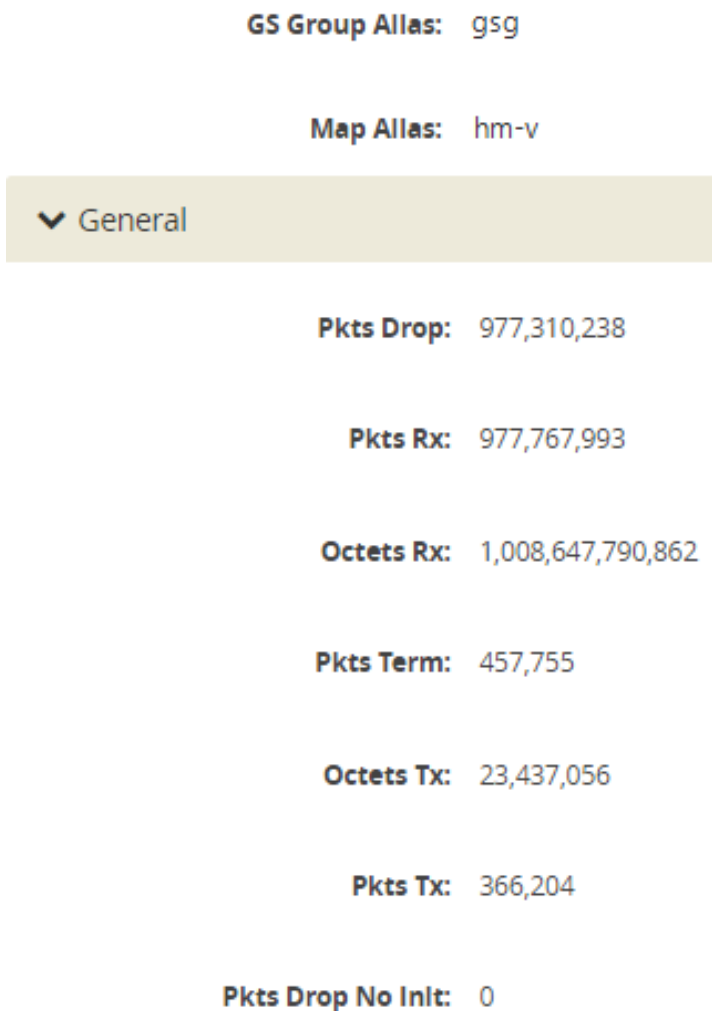 GS Group Alias: gsg
Map Alias: hm-v
General
Pkts Drop: 977,310,238
Pkts Rx: 977,767,993
Octets Rx: 1,008,647,790,862
Pkts Term: 457,755
Octets Tx: 23,437,056
Pkts Tx: 366,204
Pkts Drop No Init: 0